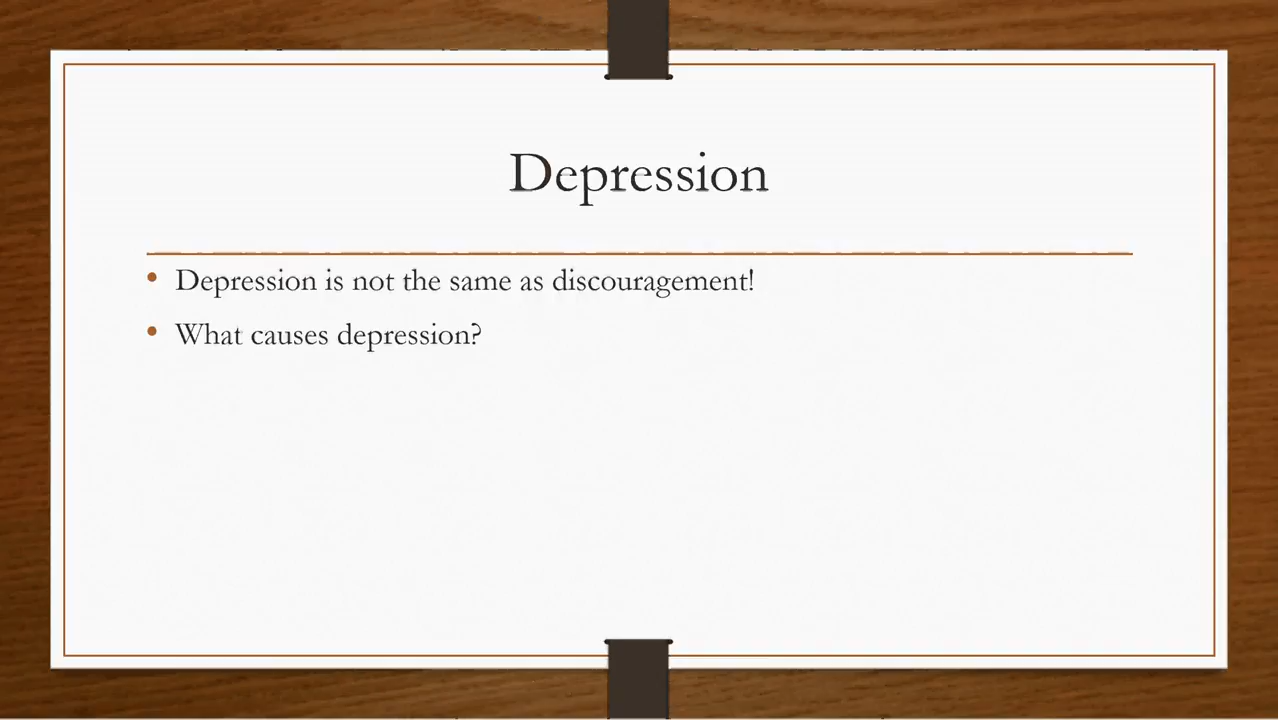 Depression
• Depression is not the same as discouragement!
• What causes depression?